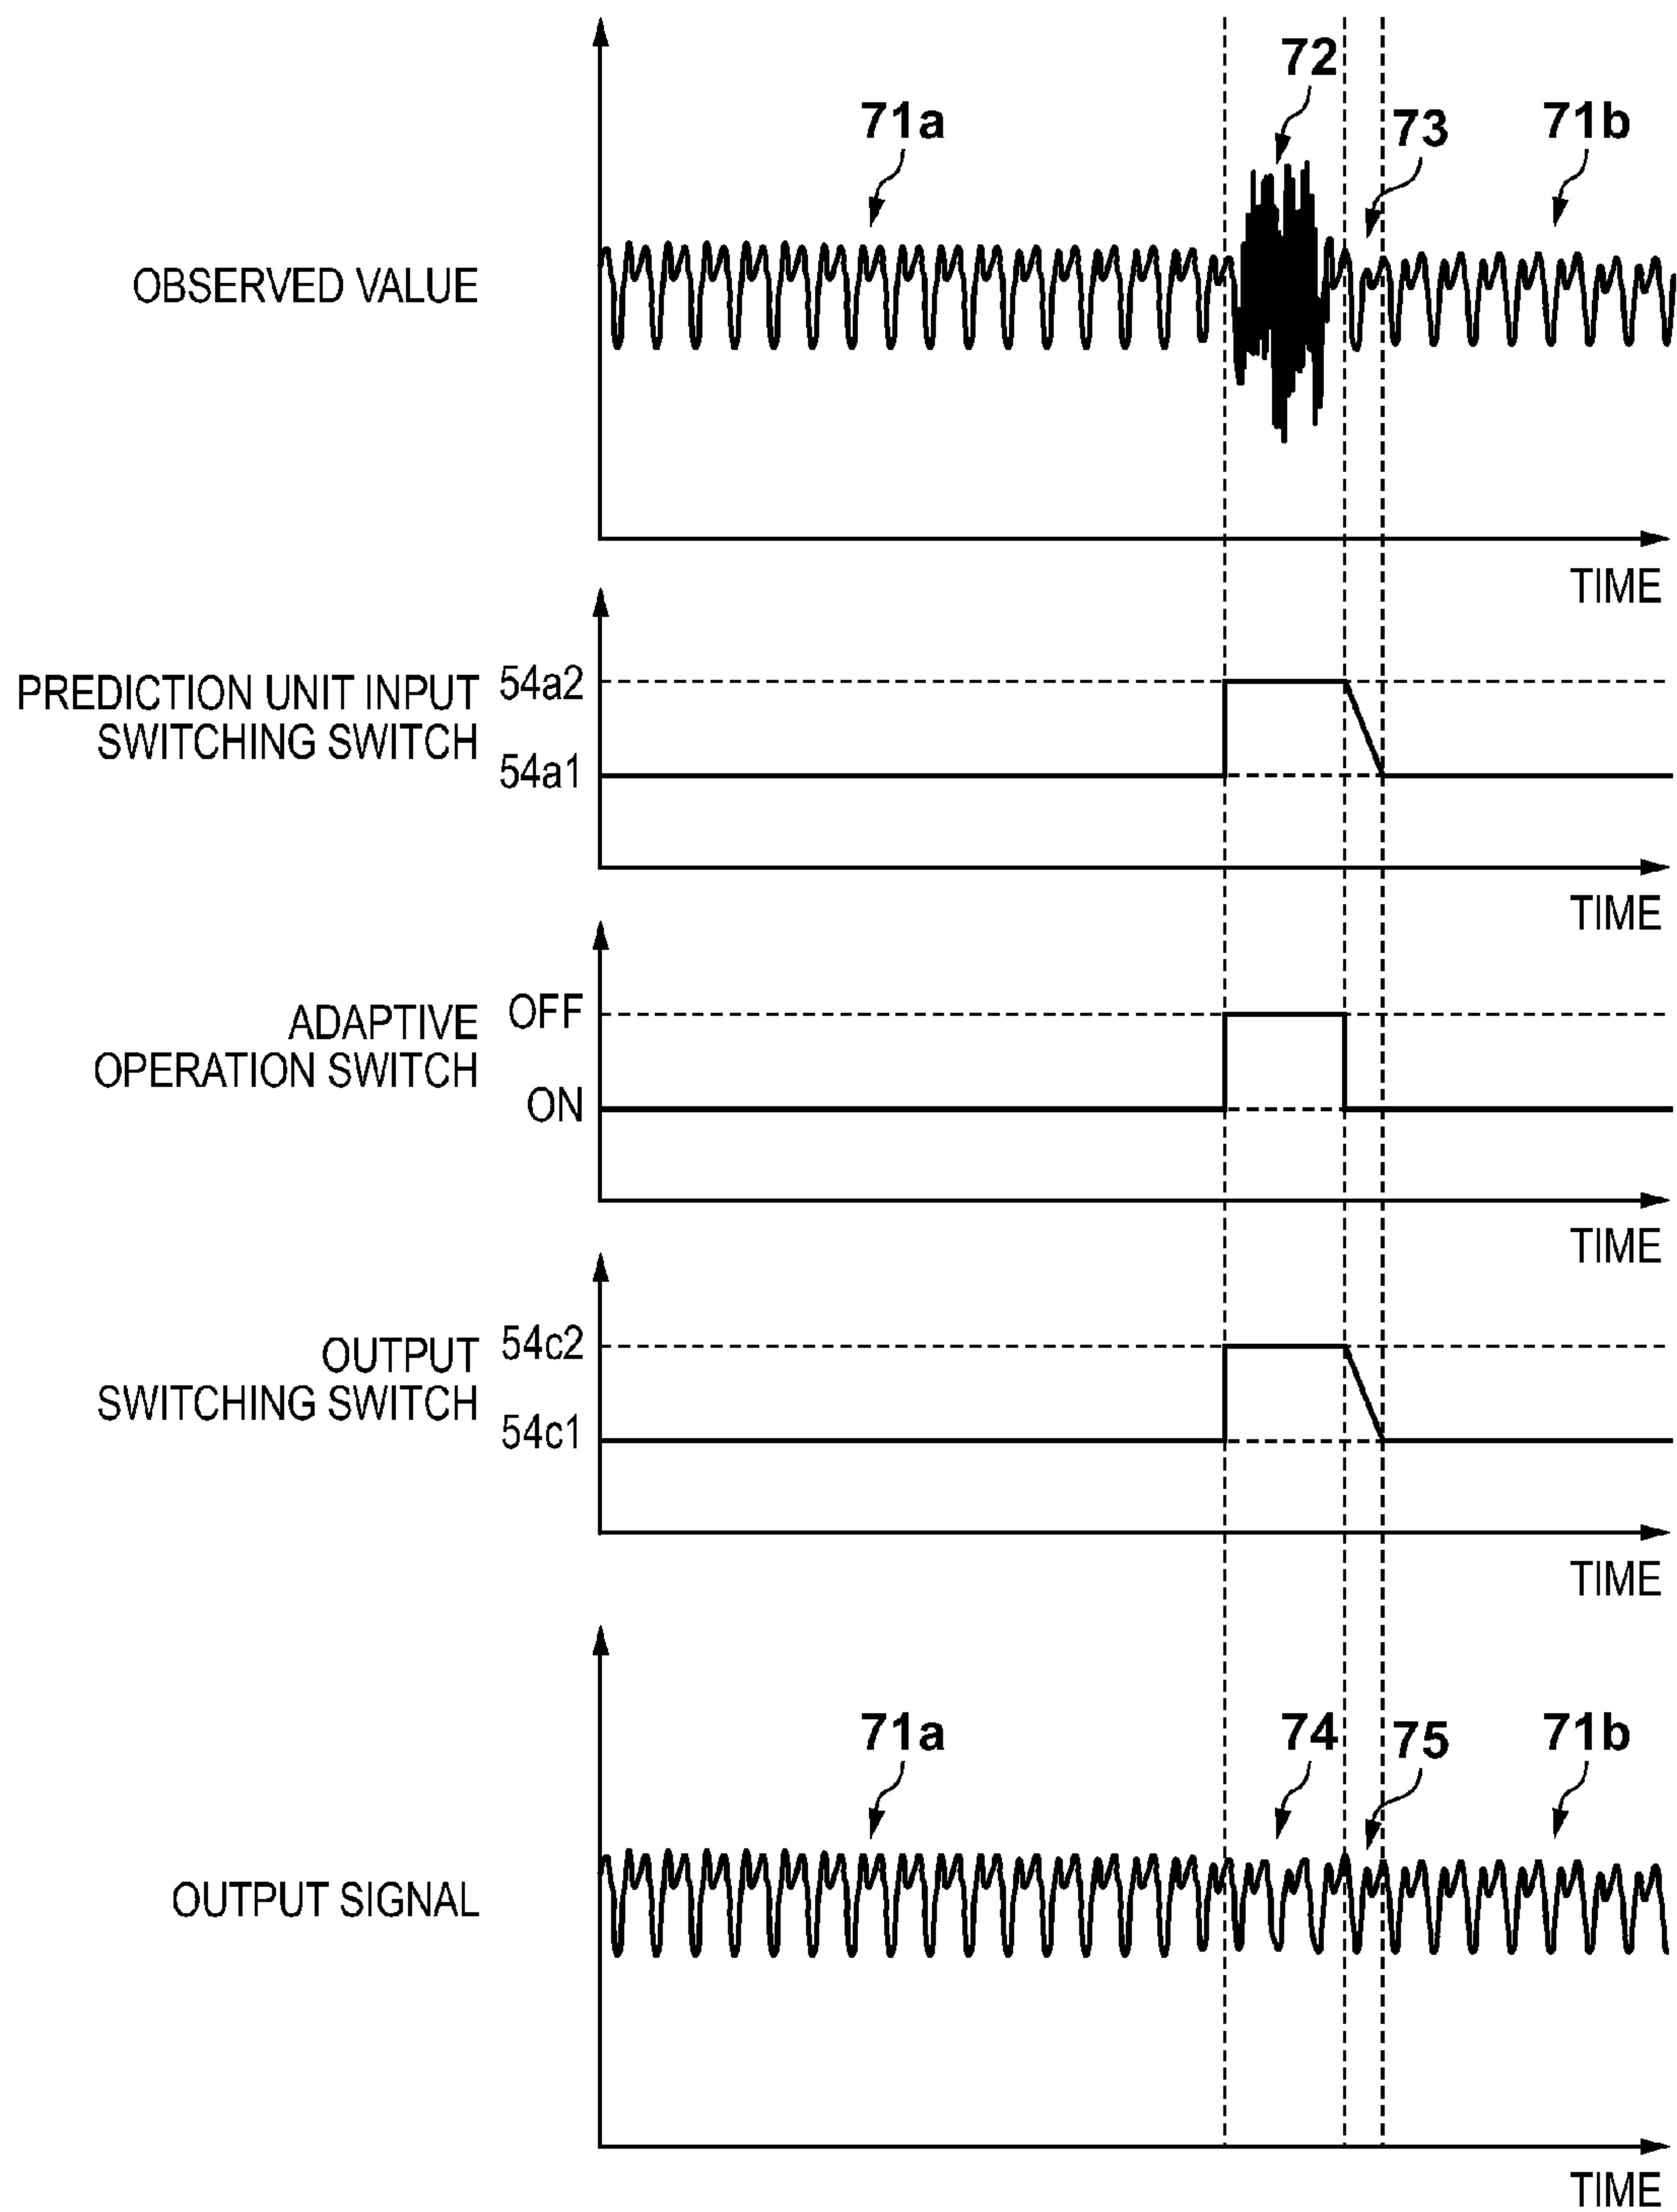 72
71a
73
71b
OBSERVED VALUE
TIME
PREDICTION UNIT INPUT
SWITCHING SWITCH
54a2
54a1
TIME
ADAPTIVE
OPERATION SWITCH
OFF
ON
TIME
OUTPUT
SWITCHING SWITCH
54c2
54c1
TIME
71a
74
75
71b
OUTPUT SIGNAL
TIME